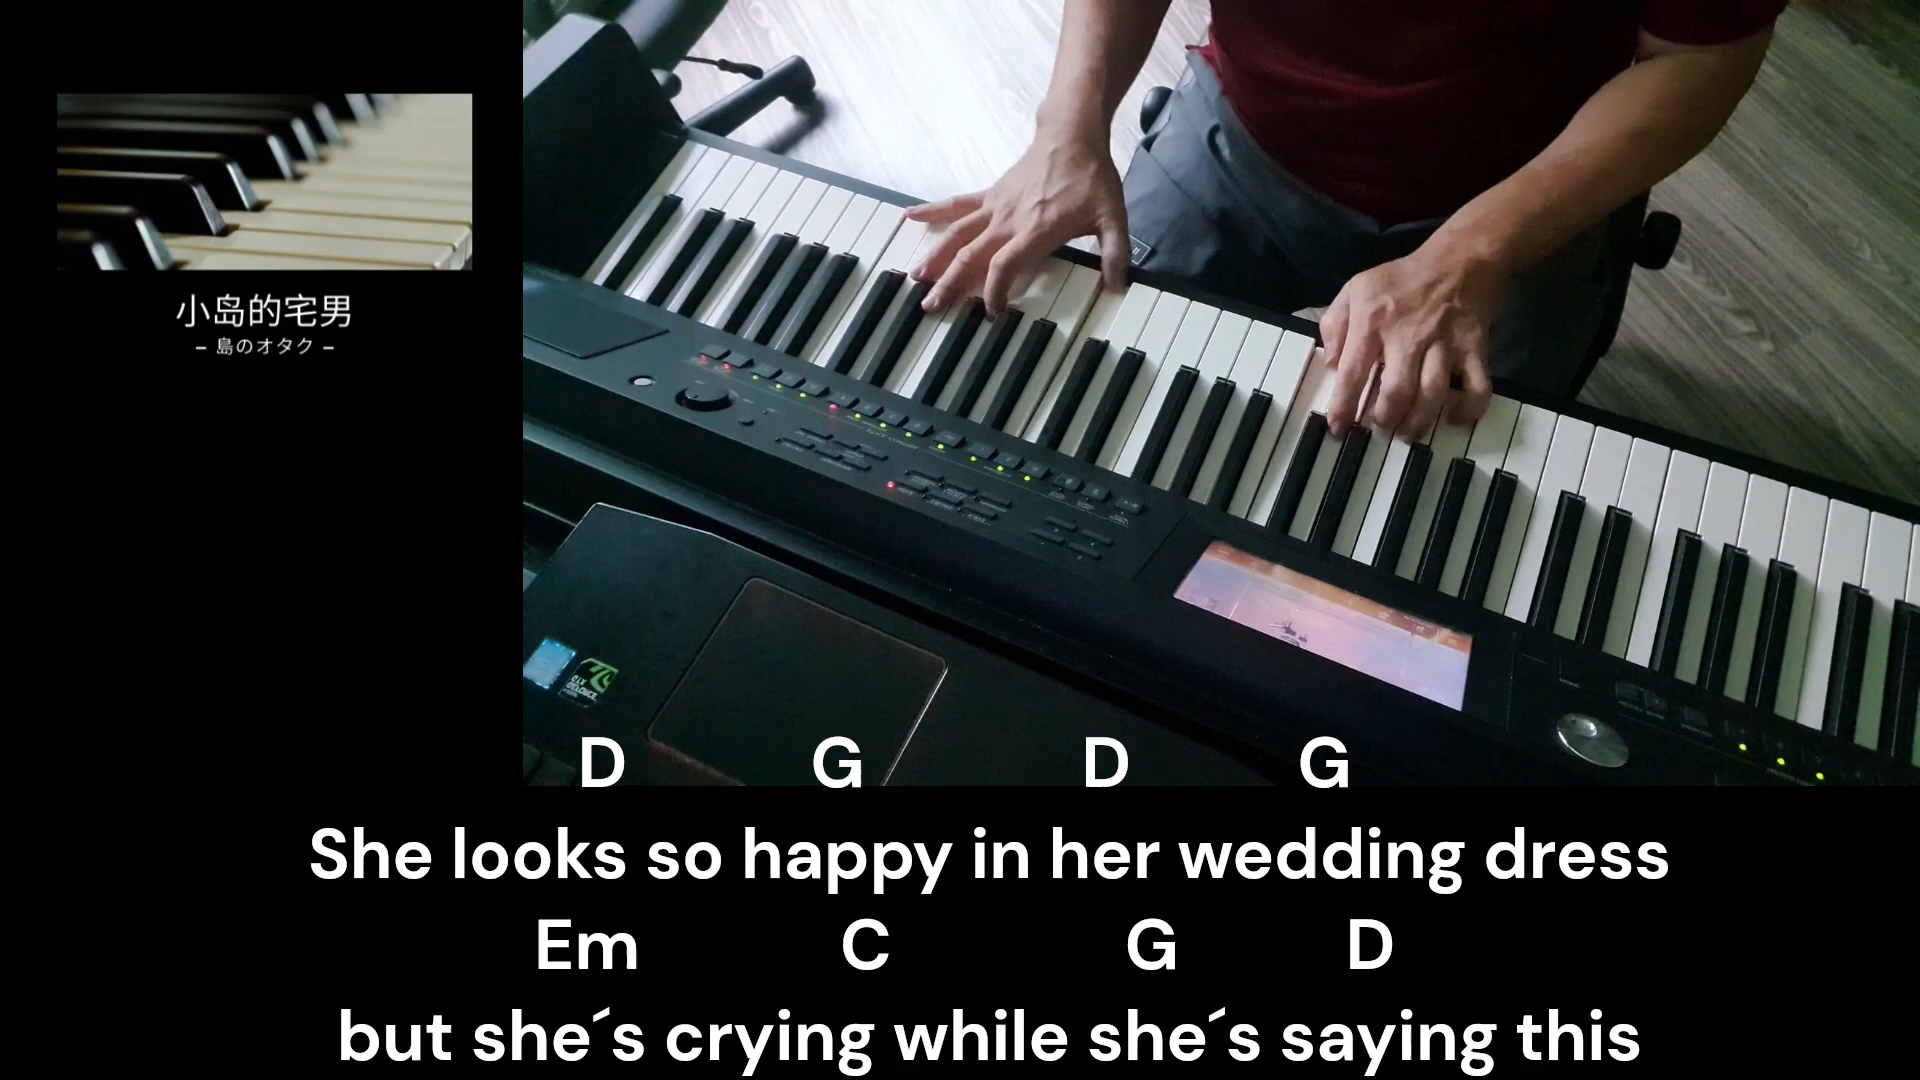 小岛的宅男
– 島のオタク –
D G D G
She looks so happy in her wedding dress
Em C G D
but she´s crying while she´s saying this